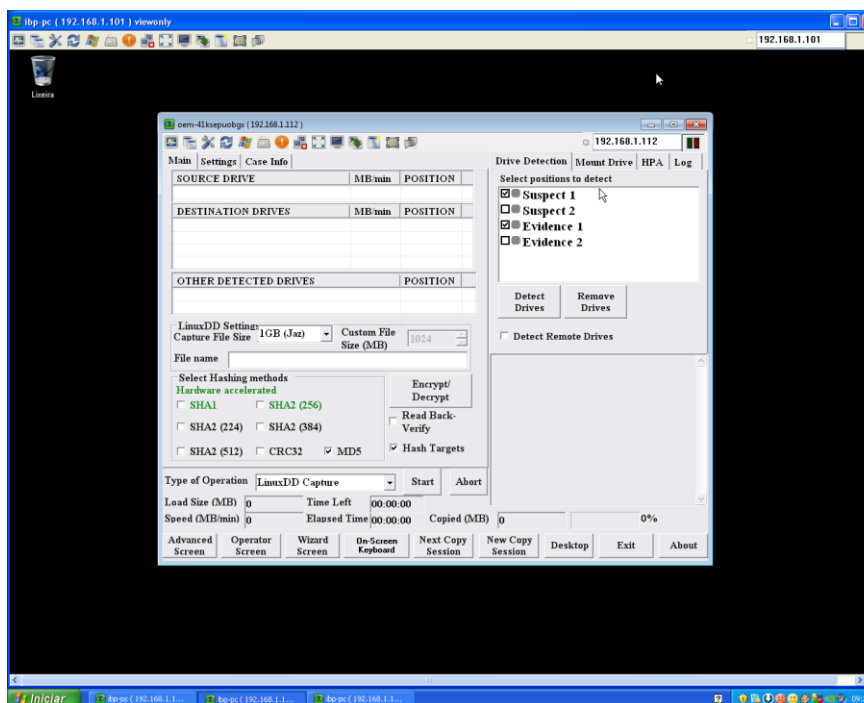 ibp-pc ( 192.168.1.101 ) viewonly
192.168.1.101
Lixeira
oem-41ksepuobgx ( 192.168.1.112 )
192.168.1.112
Main Settings Case Info
Drive Detection Mount Drive HPA Log
SOURCE DRIVE MB/min POSITION
Select positions to detect
Suspect 1
Suspect 2
Evidence 1
Evidence 2
DESTINATION DRIVES MB/min POSITION
OTHER DETECTED DRIVES POSITION
Detect Drives
Remove Drives
Detect Remote Drives
LinuxDD Settings
Capture File Size 1GB (Jaz)
Custom File Size (MB) 1024
File name
Select Hashing methods
Hardware accelerated
SHA1 SHA2 (256)
SHA2 (224) SHA2 (384)
SHA2 (512) CRC32 MD5
Encrypt/ Decrypt
Read Back-Verify
Hash Targets
Type of Operation LinuxDD Capture Start Abort
Load Size (MB) 0 Time Left 00:00:00
Speed (MB/min) 0 Elapsed Time 00:00:00 Copied (MB) 0 0%
Advanced Screen
Operator Screen
Wizard Screen
On-Screen Keyboard
Next Copy Session
New Copy Session
Desktop
Exit
About
Iniciar ibp-pc ( 192.168.1.1... ibp-pc ( 192.168.1.1... ibp-pc ( 192.168.1.1...